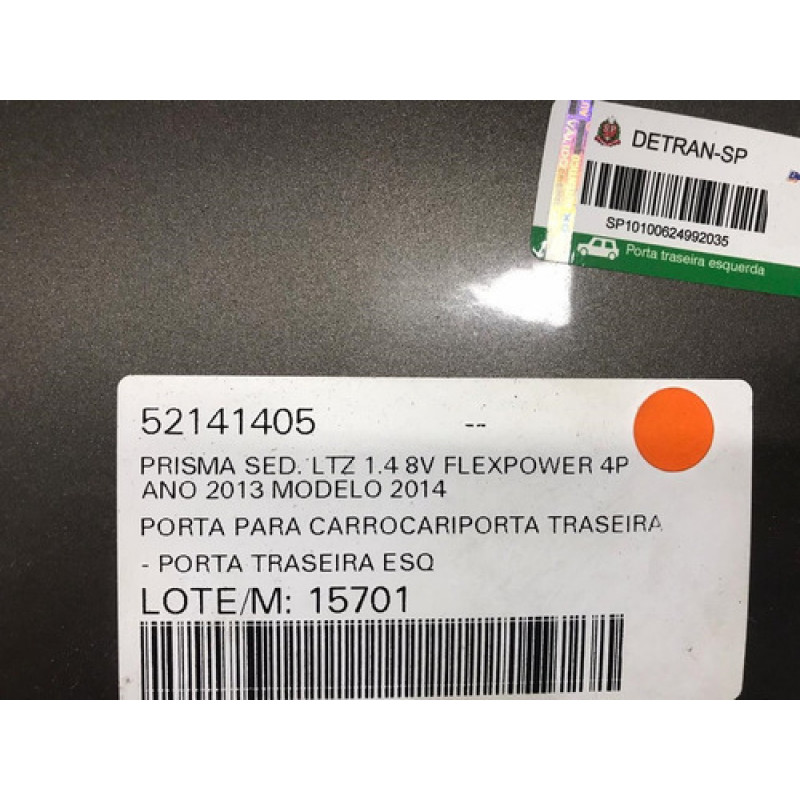 DETRAN-SP
SP10100624992035
Porta traseira esquerda
52141405 --
PRISMA SED. LTZ 1.4 8V FLEXPOWER 4P
ANO 2013 MODELO 2014
PORTA PARA CARROCARIPORTA TRASEIRA
- PORTA TRASEIRA ESQ
LOTE/M: 15701